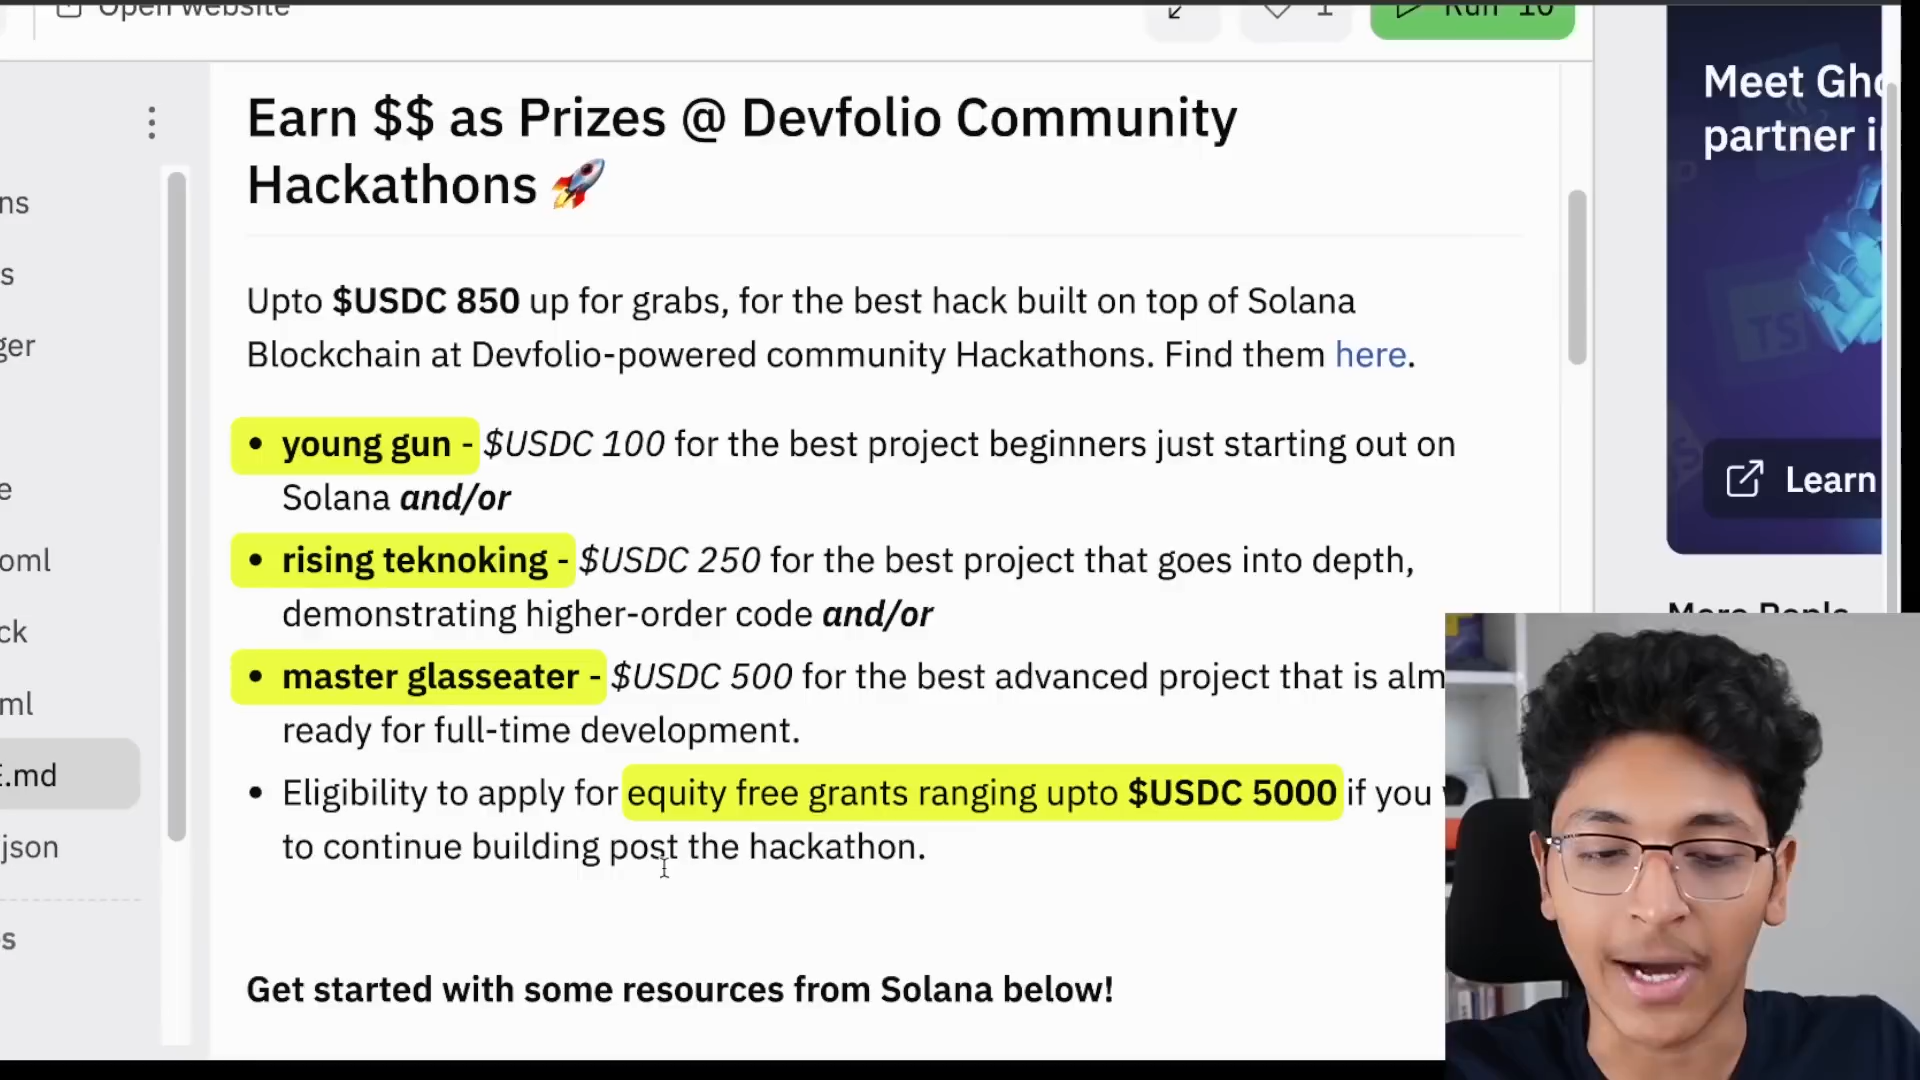 Open website
1
Run 10
Earn $$ as Prizes @ Devfolio Community
Hackathons 🚀
Upto $USDC 850 up for grabs, for the best hack built on top of Solana
Blockchain at Devfolio-powered community Hackathons. Find them here.
• young gun - $USDC 100 for the best project beginners just starting out on
Solana and/or
• rising teknoking - $USDC 250 for the best project that goes into depth,
demonstrating higher-order code and/or
• master glasseater - $USDC 500 for the best advanced project that is alm
ready for full-time development.
• Eligibility to apply for equity free grants ranging upto $USDC 5000 if you
to continue building post the hackathon.
Get started with some resources from Solana below!
ns
s
ger
e
oml
ck
ml
E.md
json
s
Meet Gho
partner i
TS
Learn
More Repls